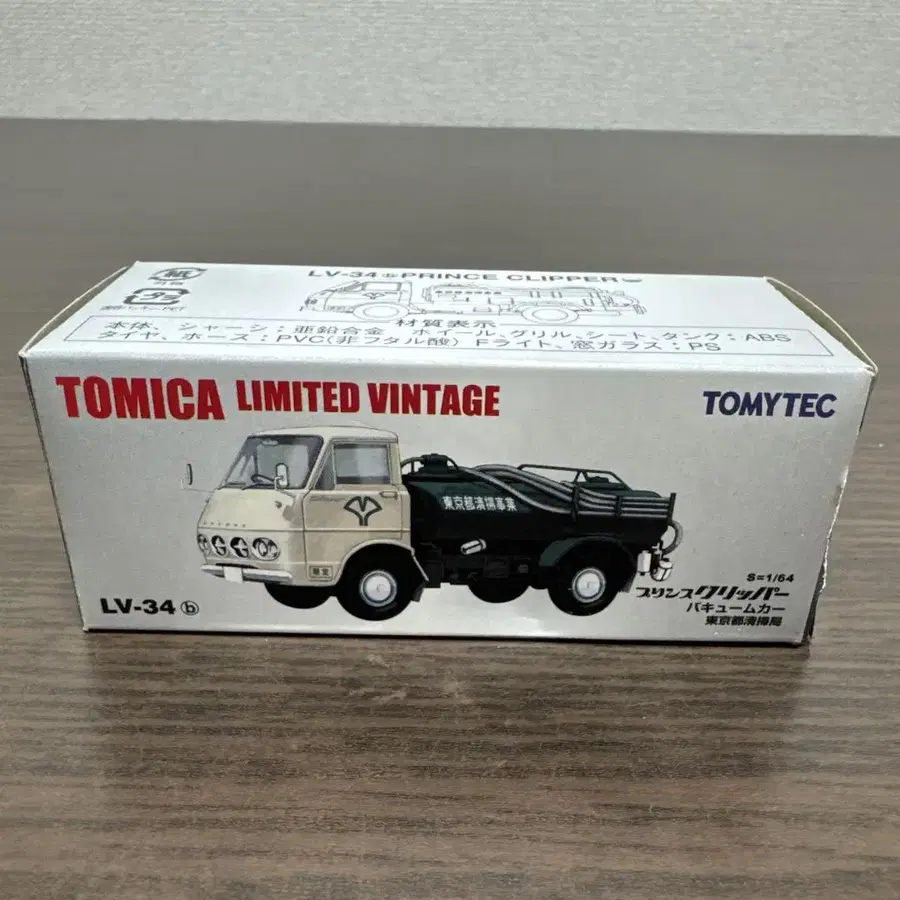 LV-34 ⓑ PRINCE CLIPPER
紙
材質表示
本体、シャーシ:亜鉛合金 ホイール、グリル、シート、タンク:ABS
タイヤ、ホース:PVC(非フタル酸) Fライト、窓ガラス:PS
TOMICA LIMITED VINTAGE
TOMYTEC
東京都清掃事業
限定
LV-34 ⓑ
S=1/64
プリンスクリッパー
バキュームカー
東京都清掃局